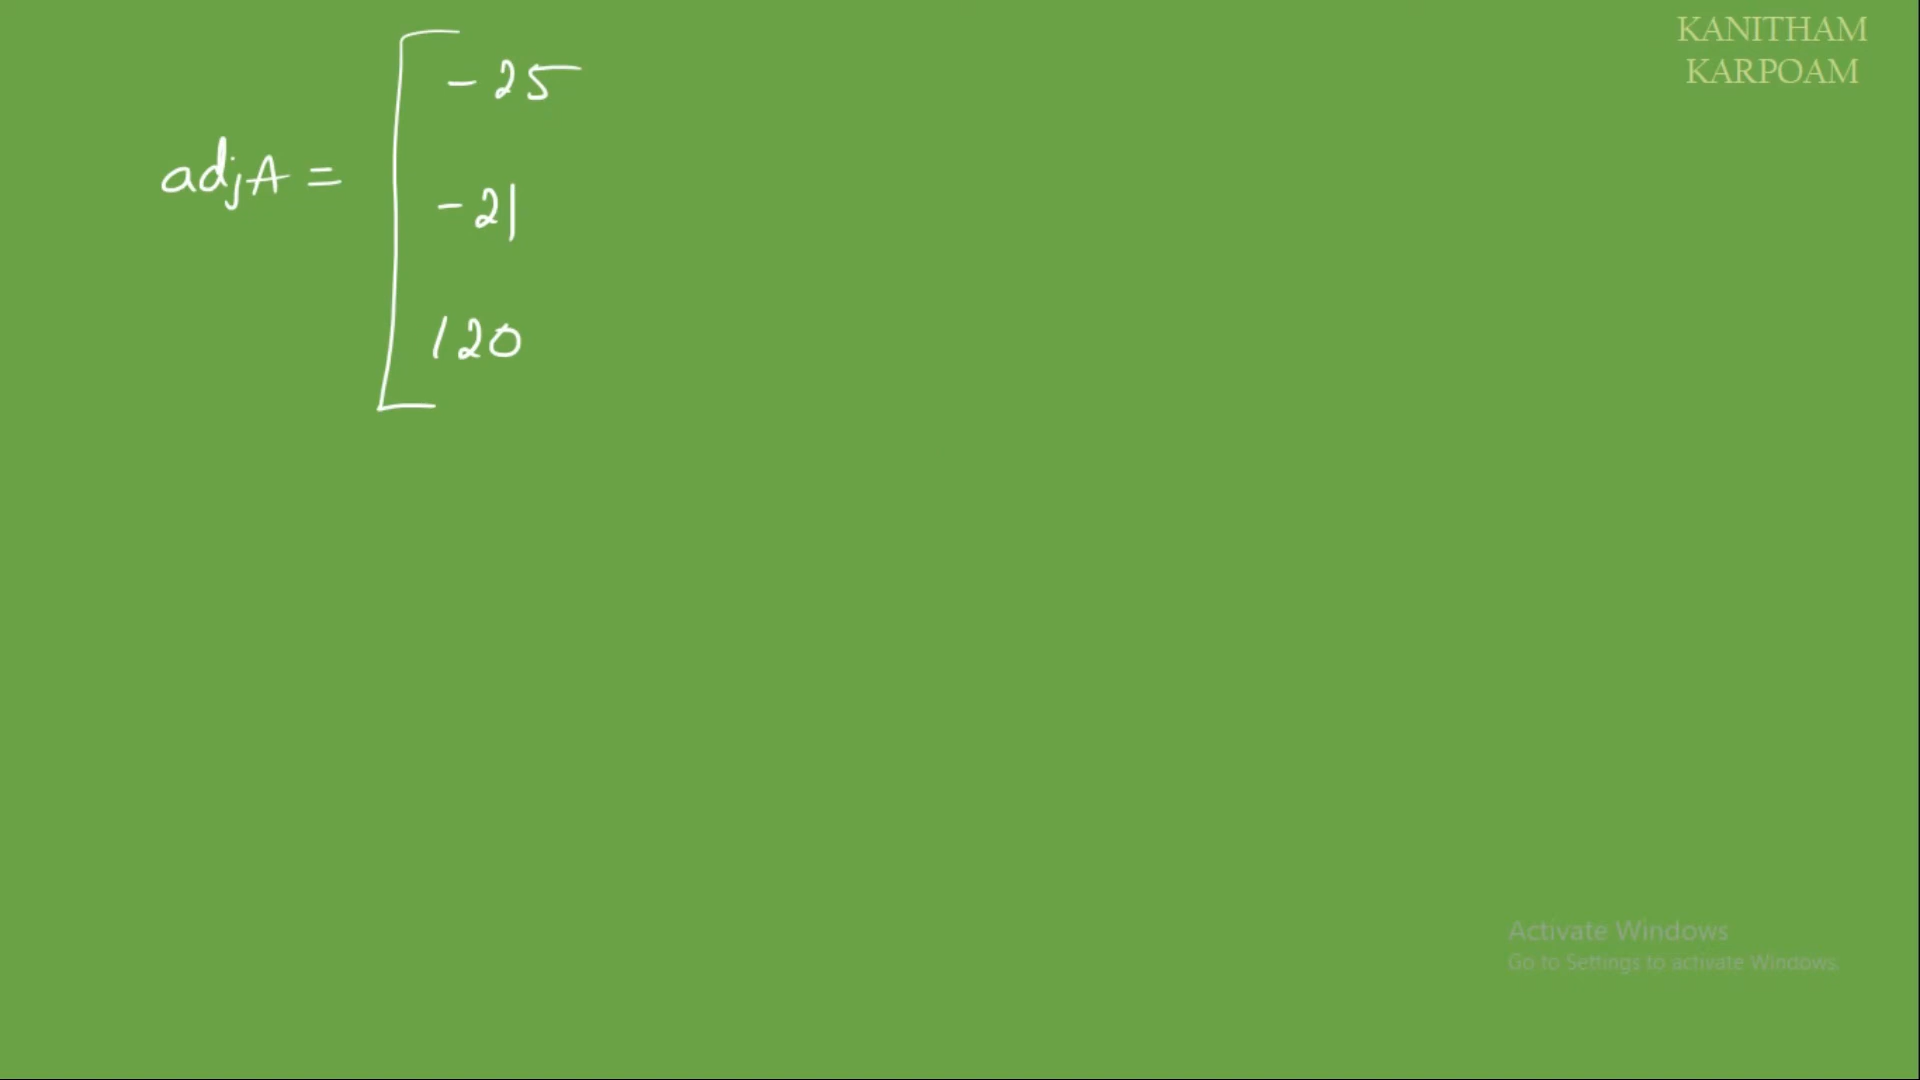 KANITHAM
KARPOAM
-25
adjA =
-21
120
Activate Windows
Go to Settings to activate Windows.